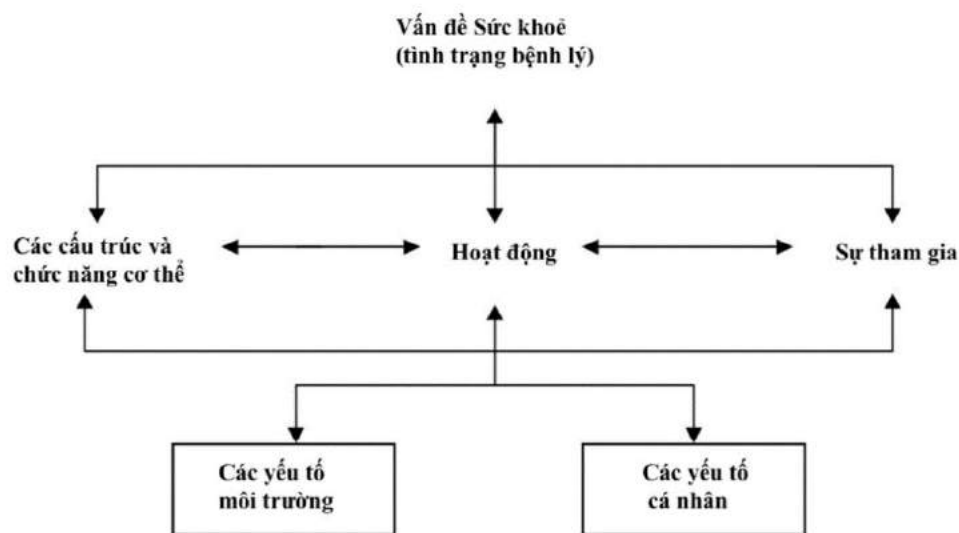 Vấn đề Sức khoẻ
(tình trạng bệnh lý)
Các cấu trúc và
chức năng cơ thể
Hoạt động
Sự tham gia
Các yếu tố
môi trường
Các yếu tố
cá nhân